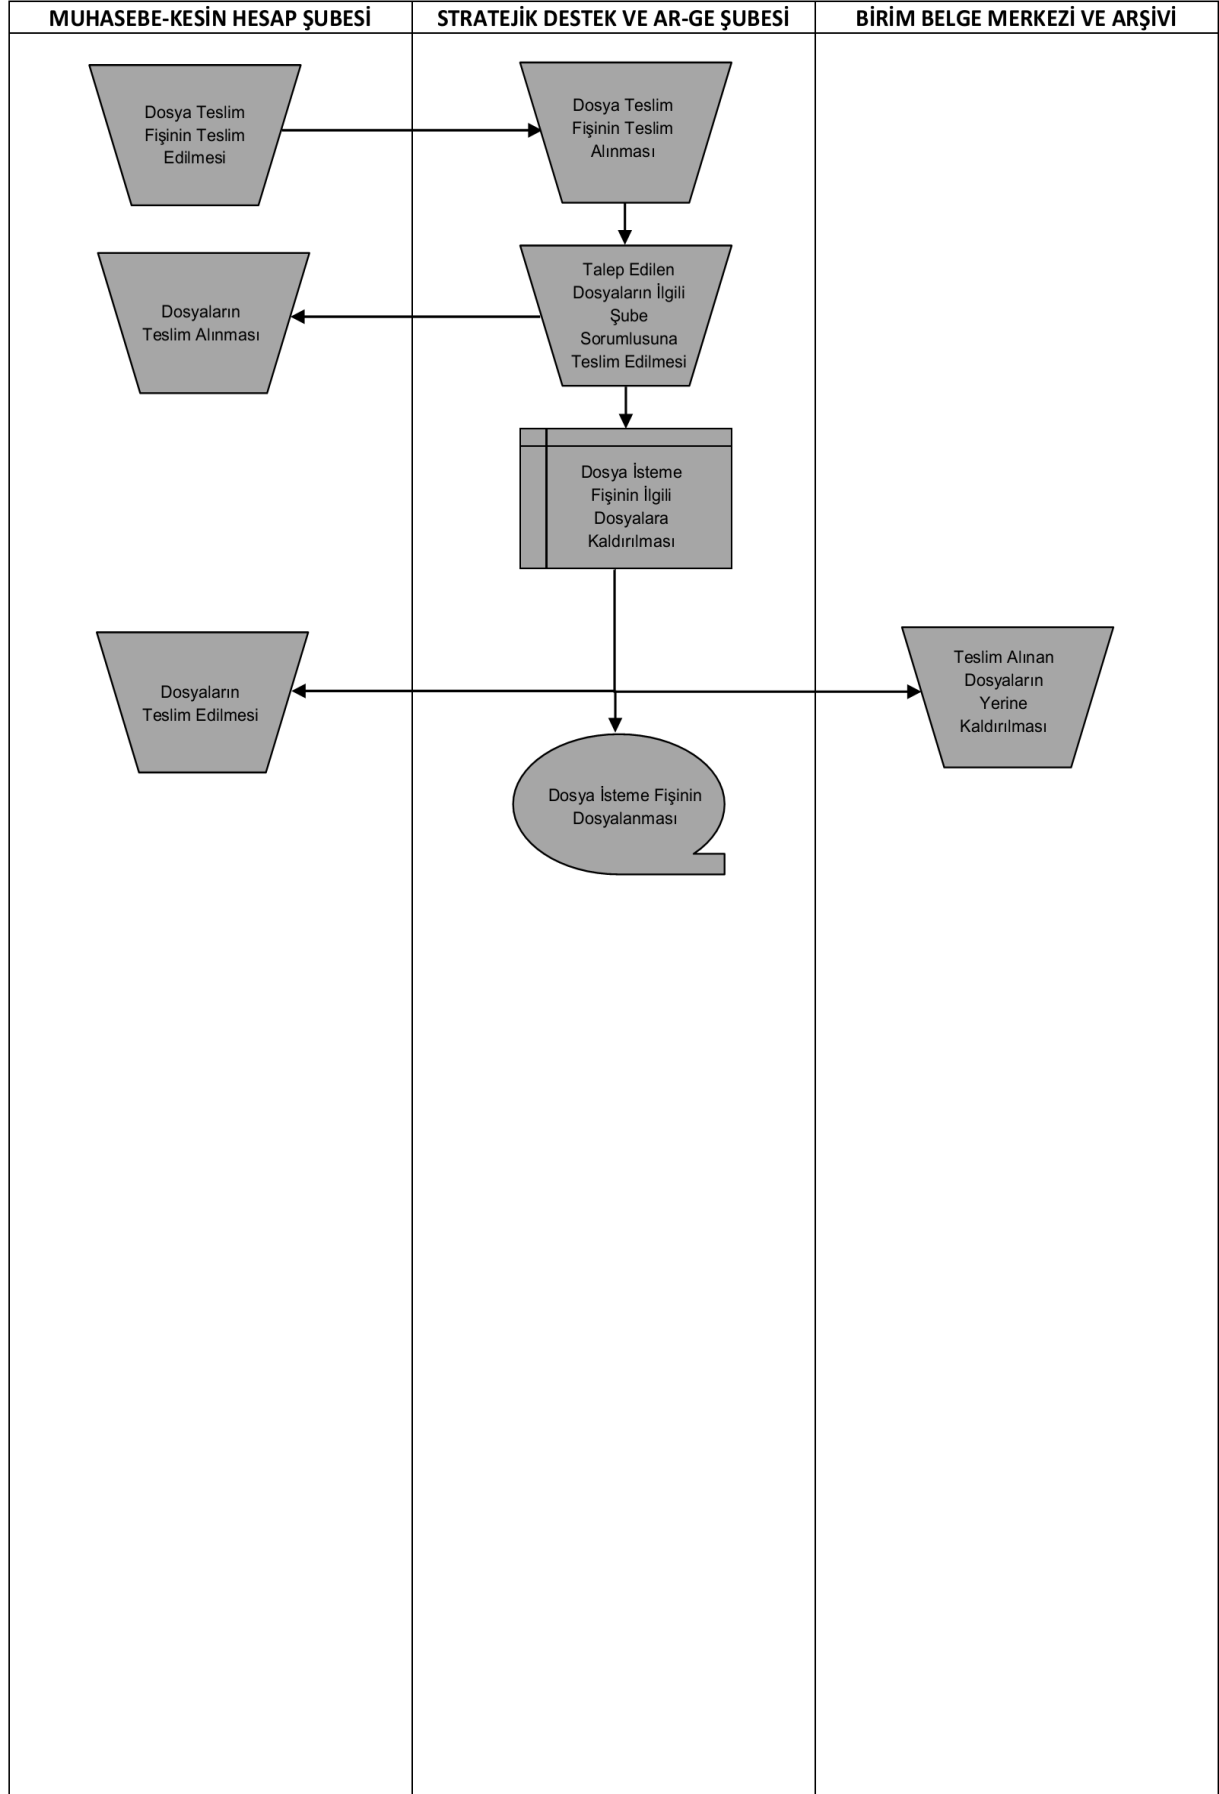 MUHASEBE-KESİN HESAP ŞUBESİ
STRATEJİK DESTEK VE AR-GE ŞUBESİ
BİRİM BELGE MERKEZİ VE ARŞİVİ
Dosya Teslim
Fişinin Teslim
Edilmesi
Dosya Teslim
Fişinin Teslim
Alınması
Dosyaların
Teslim Alınması
Talep Edilen
Dosyaların İlgili
Şube
Sorumlusuna
Teslim Edilmesi
Dosya İsteme
Fişinin İlgili
Dosyalara
Kaldırılması
Dosyaların
Teslim Edilmesi
Teslim Alınan
Dosyaların
Yerine
Kaldırılması
Dosya İsteme Fişinin
Dosyalanması